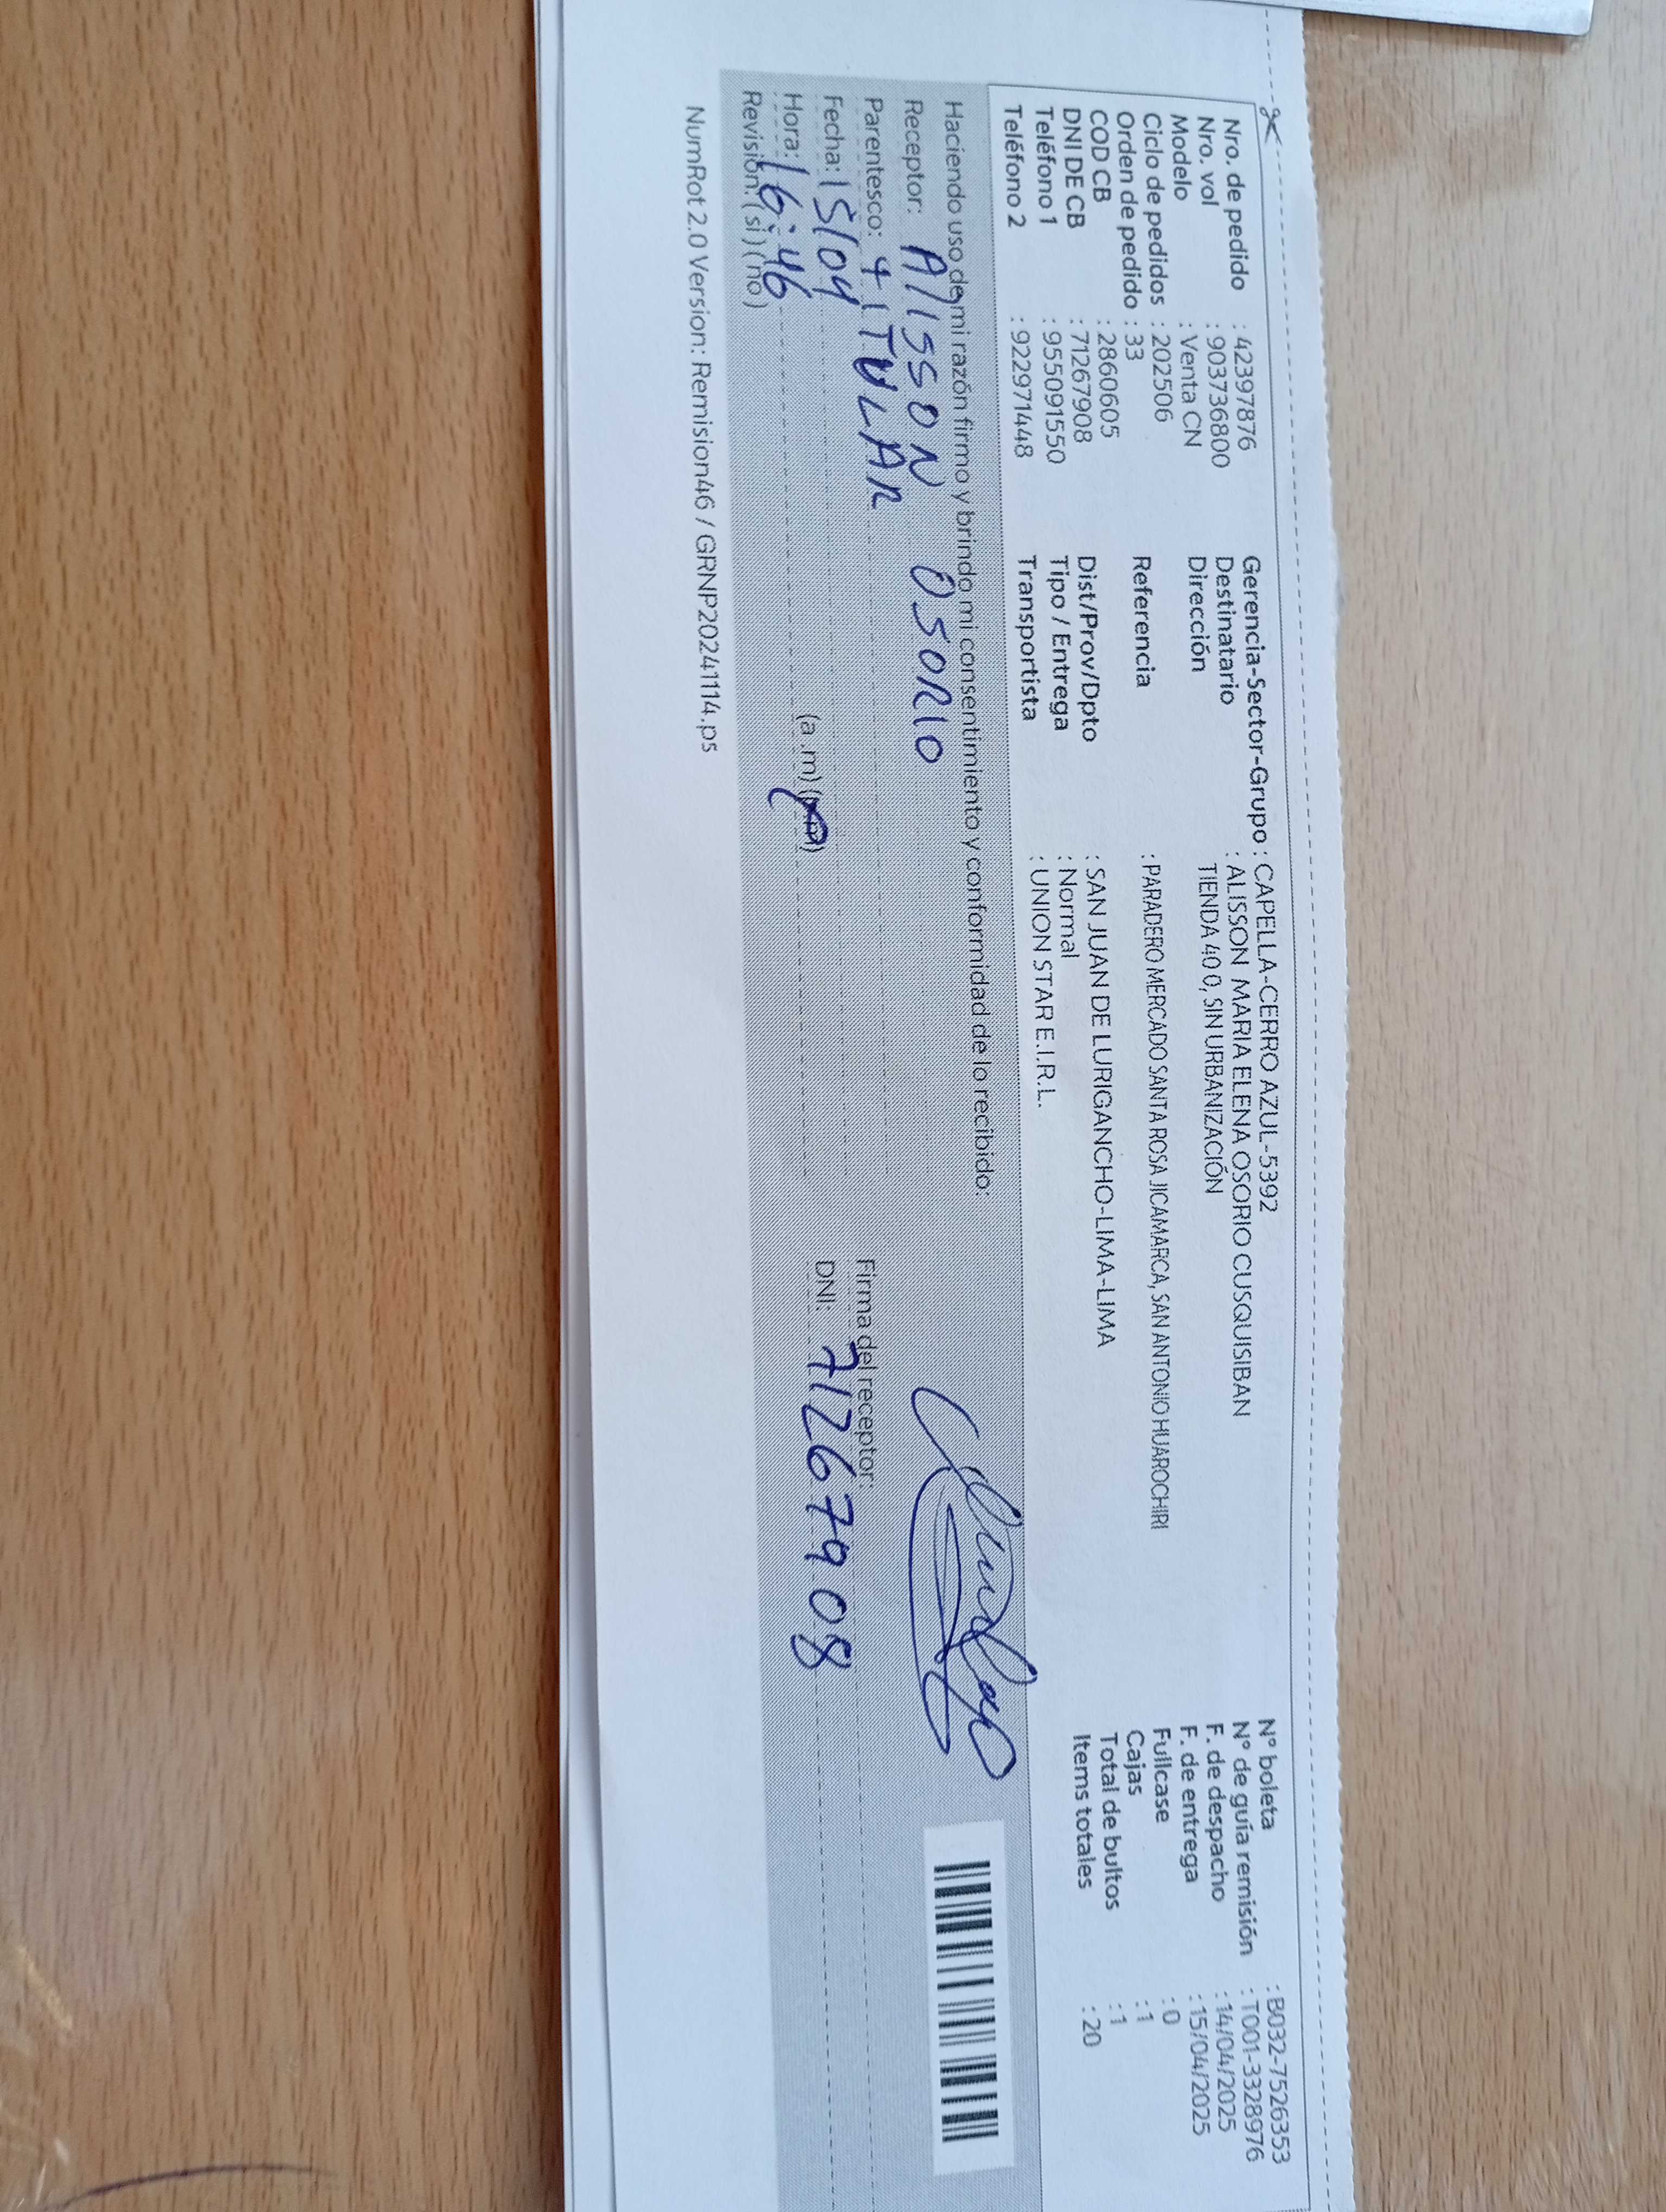 Nro. de pedido : 42397876
Nro. vol : 903736800
Modelo : Venta CN
Ciclo de pedidos : 202506
Orden de pedido : 33
COD CB : 2860605
DNI DE CB : 71267908
Teléfono 1 : 955091550
Teléfono 2 : 922971448
Gerencia-Sector-Grupo : CAPELLA-CERRO AZUL-5392
Destinatario : ALISSON MARIA ELENA OSORIO CUSQUISIBAN
Dirección TIENDA 40 0, SIN URBANIZACIÓN
Referencia : PARADERO MERCADO SANTA ROSA JICAMARCA, SAN ANTONIO HUAROCHIRI
Dist/Prov/Dpto : SAN JUAN DE LURIGANCHO-LIMA-LIMA
Tipo / Entrega : Normal
Transportista : UNION STAR E.I.R.L.
N° boleta : B032-7526353
N° de guía remisión : T001-3328976
F. de despacho : 14/04/2025
F. de entrega : 15/04/2025
Fullcase : 0
Cajas : 1
Total de bultos : 1
Items totales : 20
Haciendo uso de mi razón firmo y brindo mi consentimiento y conformidad de lo recibido:
Receptor: Alisson Osorio
Parentesco: TITULAR
Fecha: 15/04
Hora: 16:46 (a .m) (p.m)
Revisión: (si) (no)
Firma del receptor:
DNI: 71267908
NumRot 2.0 Version: Remision46 / GRNP20241114.ps